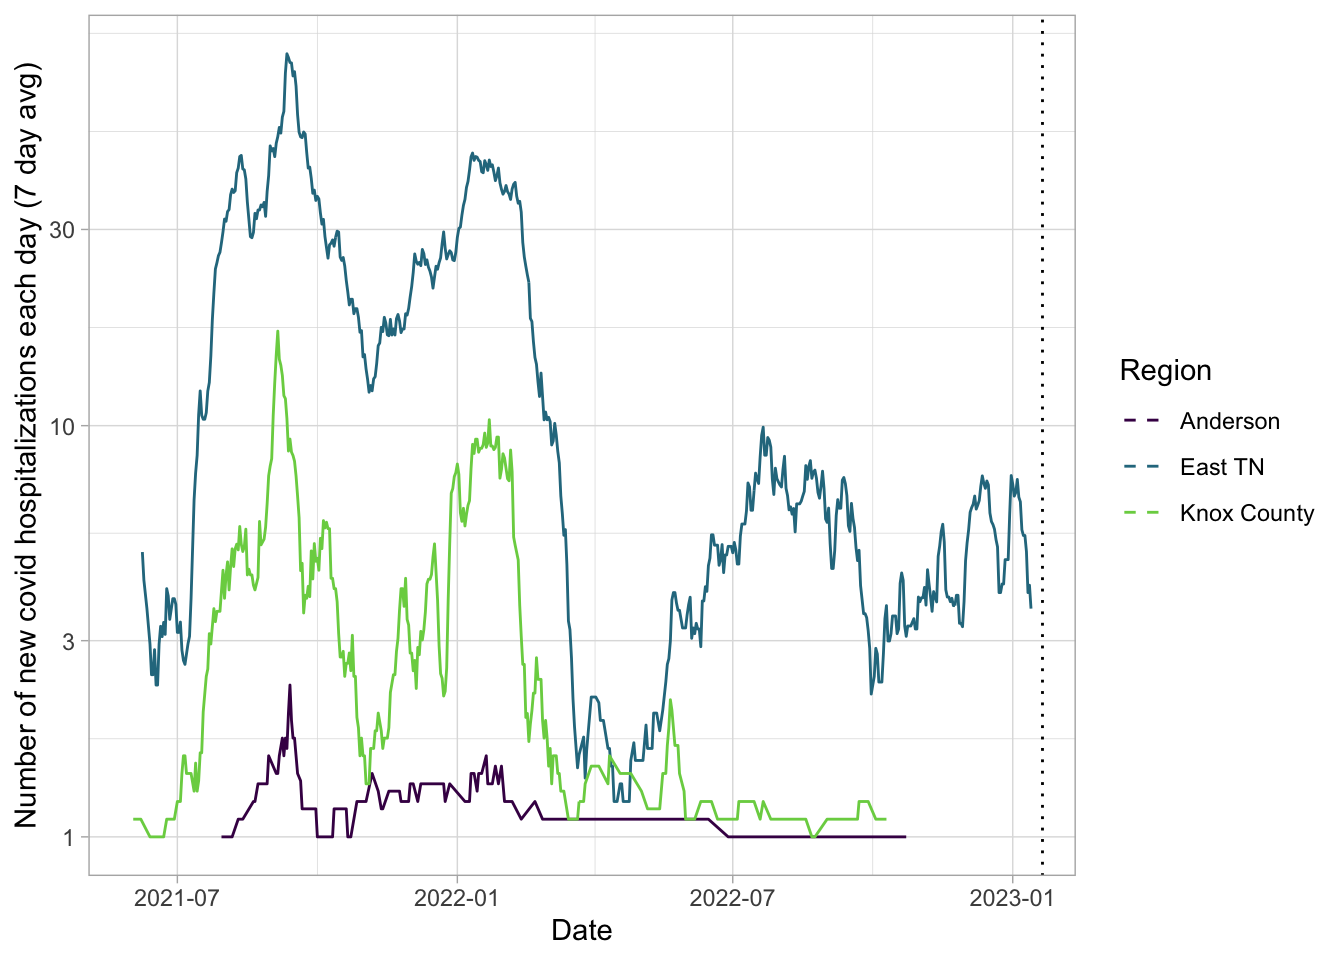 Number of new covid hospitalizations each day (7 day avg)
30
10
3
1
2021-07
2022-01
2022-07
2023-01
Date
Region
Anderson
East TN
Knox County